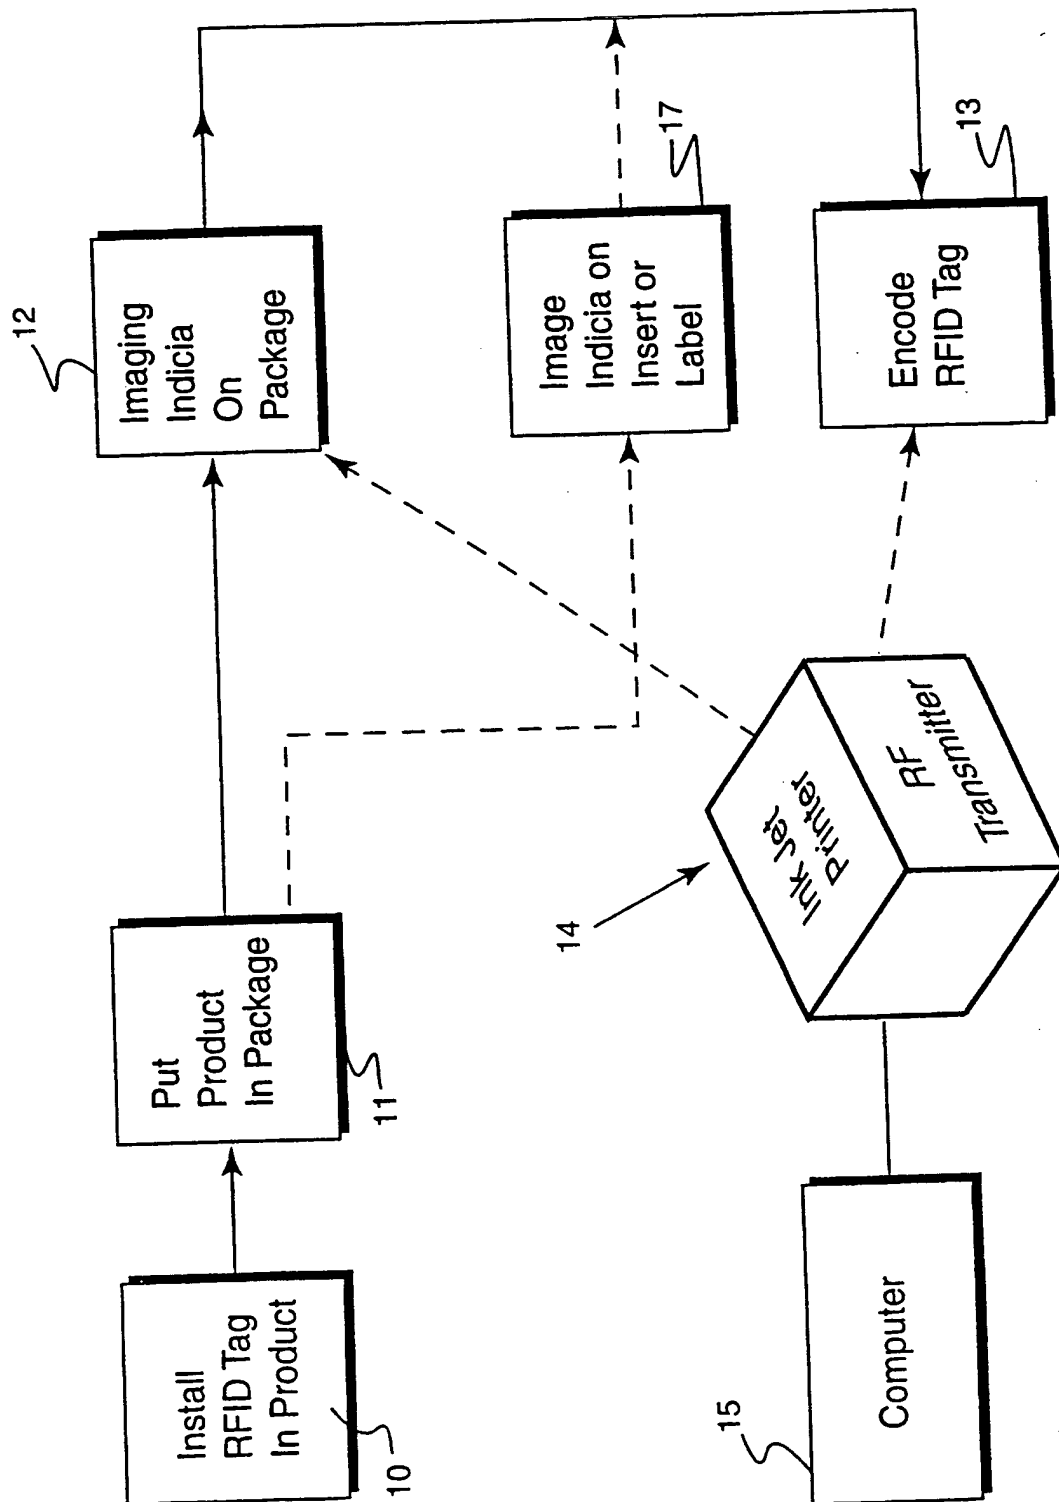 Install
RFID Tag
In Product
10
Put
Product
In Package
11
Imaging
Indicia
On
Package
12
Image
Indicia on
Insert or
Label
17
Encode
RFID Tag
13
Ink Jet
Printer
RF
Transmitter
14
Computer
15